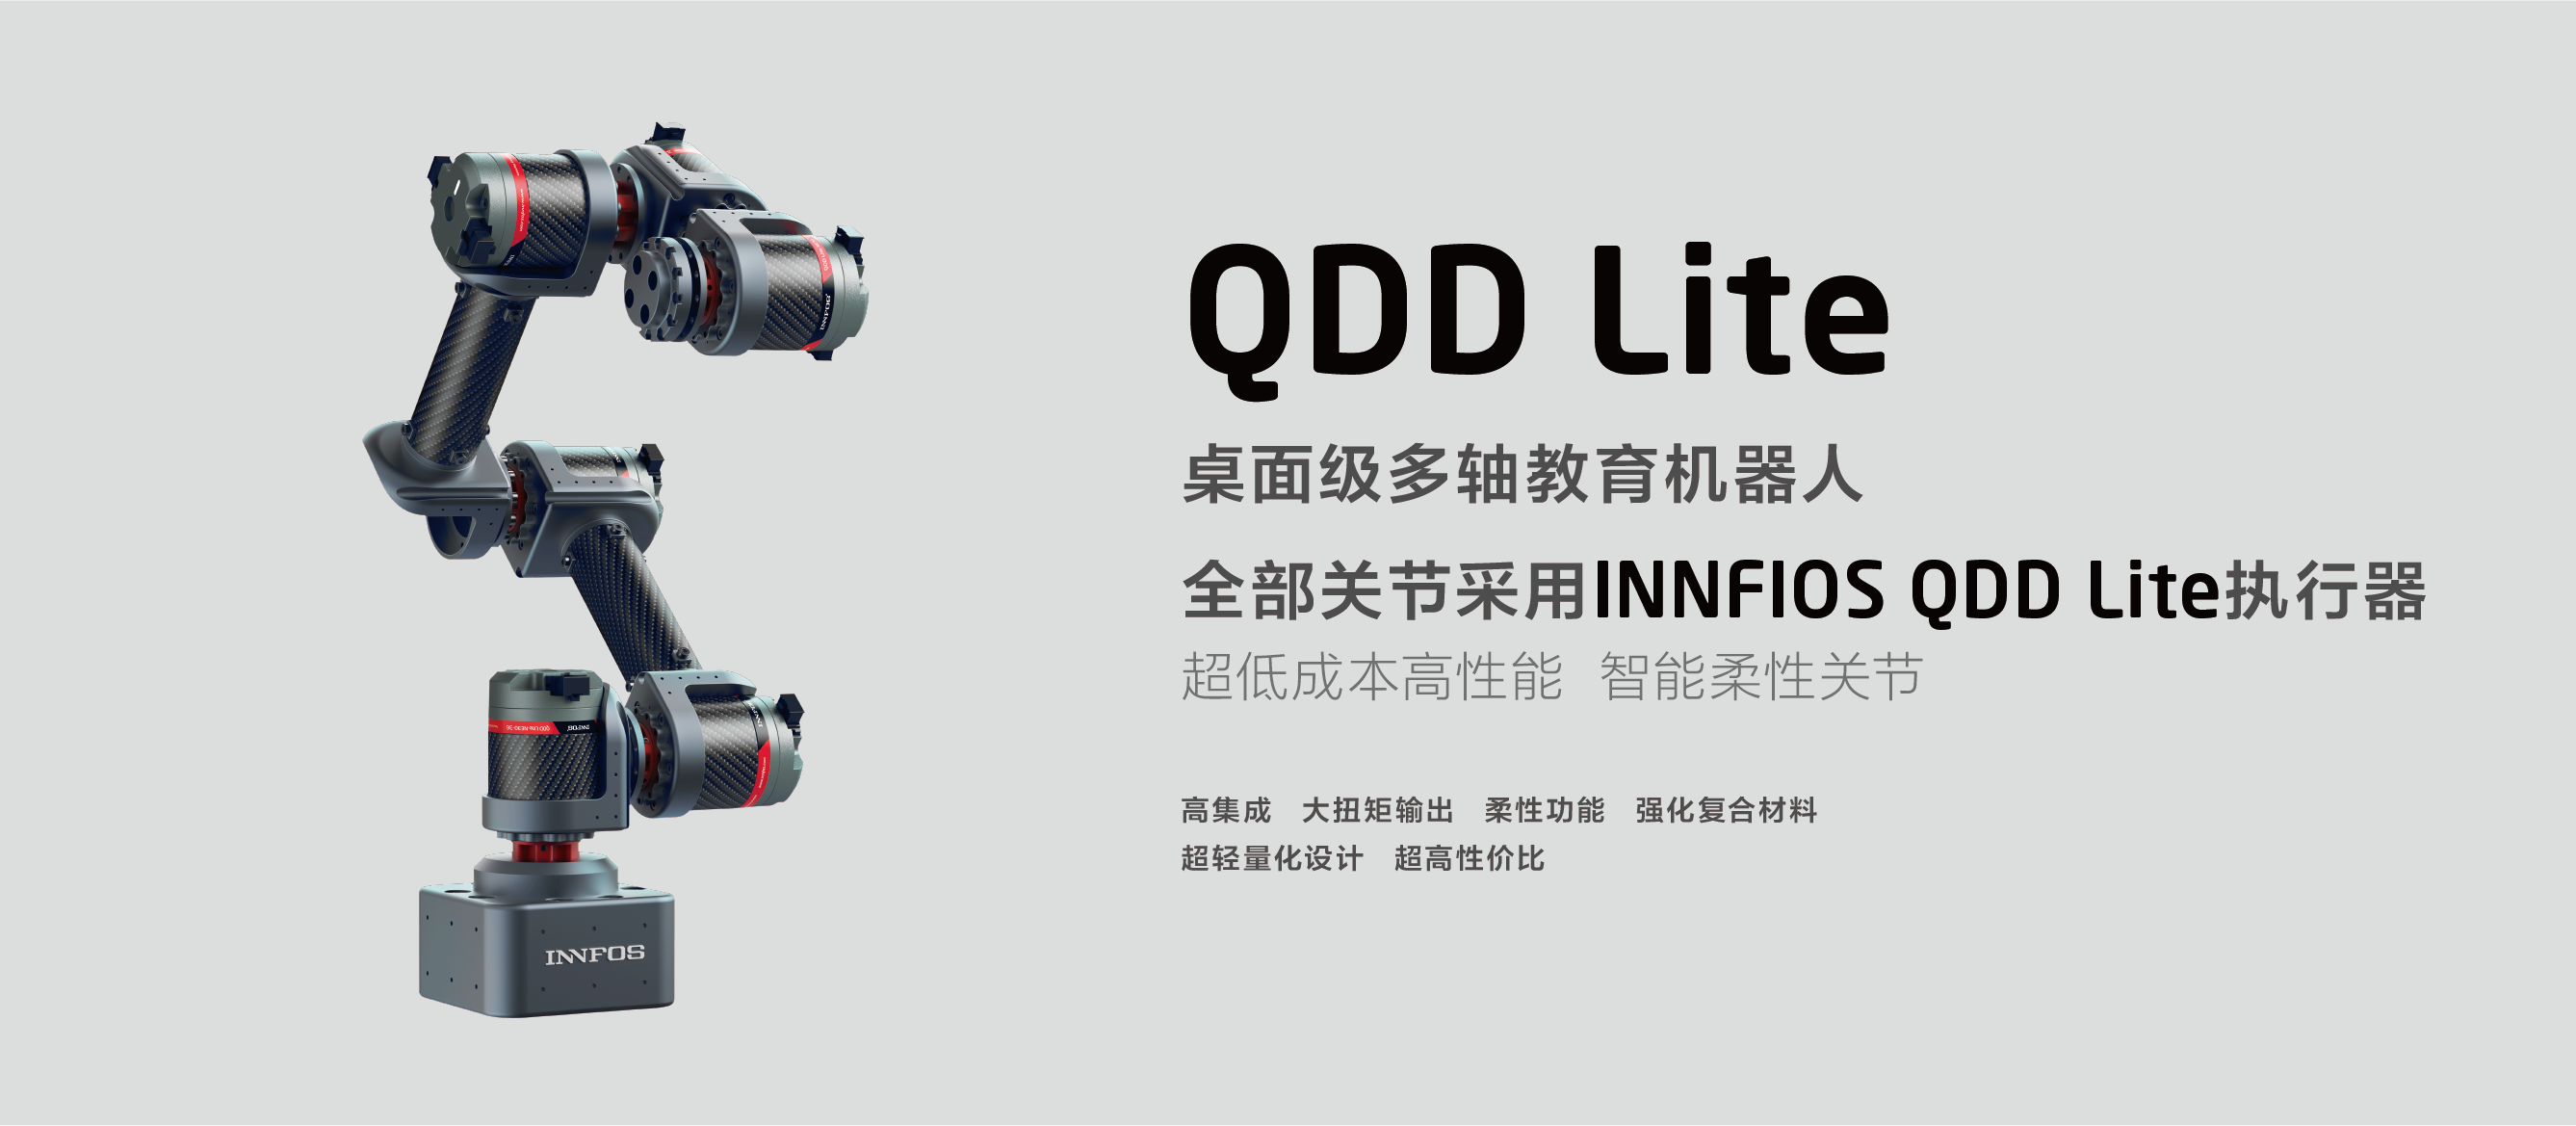 QDD Lite
桌面级多轴教育机器人
全部关节采用INNFIOS QDD Lite执行器
超低成本高性能 智能柔性关节
高集成 大扭矩输出 柔性功能 强化复合材料
超轻量化设计 超高性价比
INNFOS
INNFOS